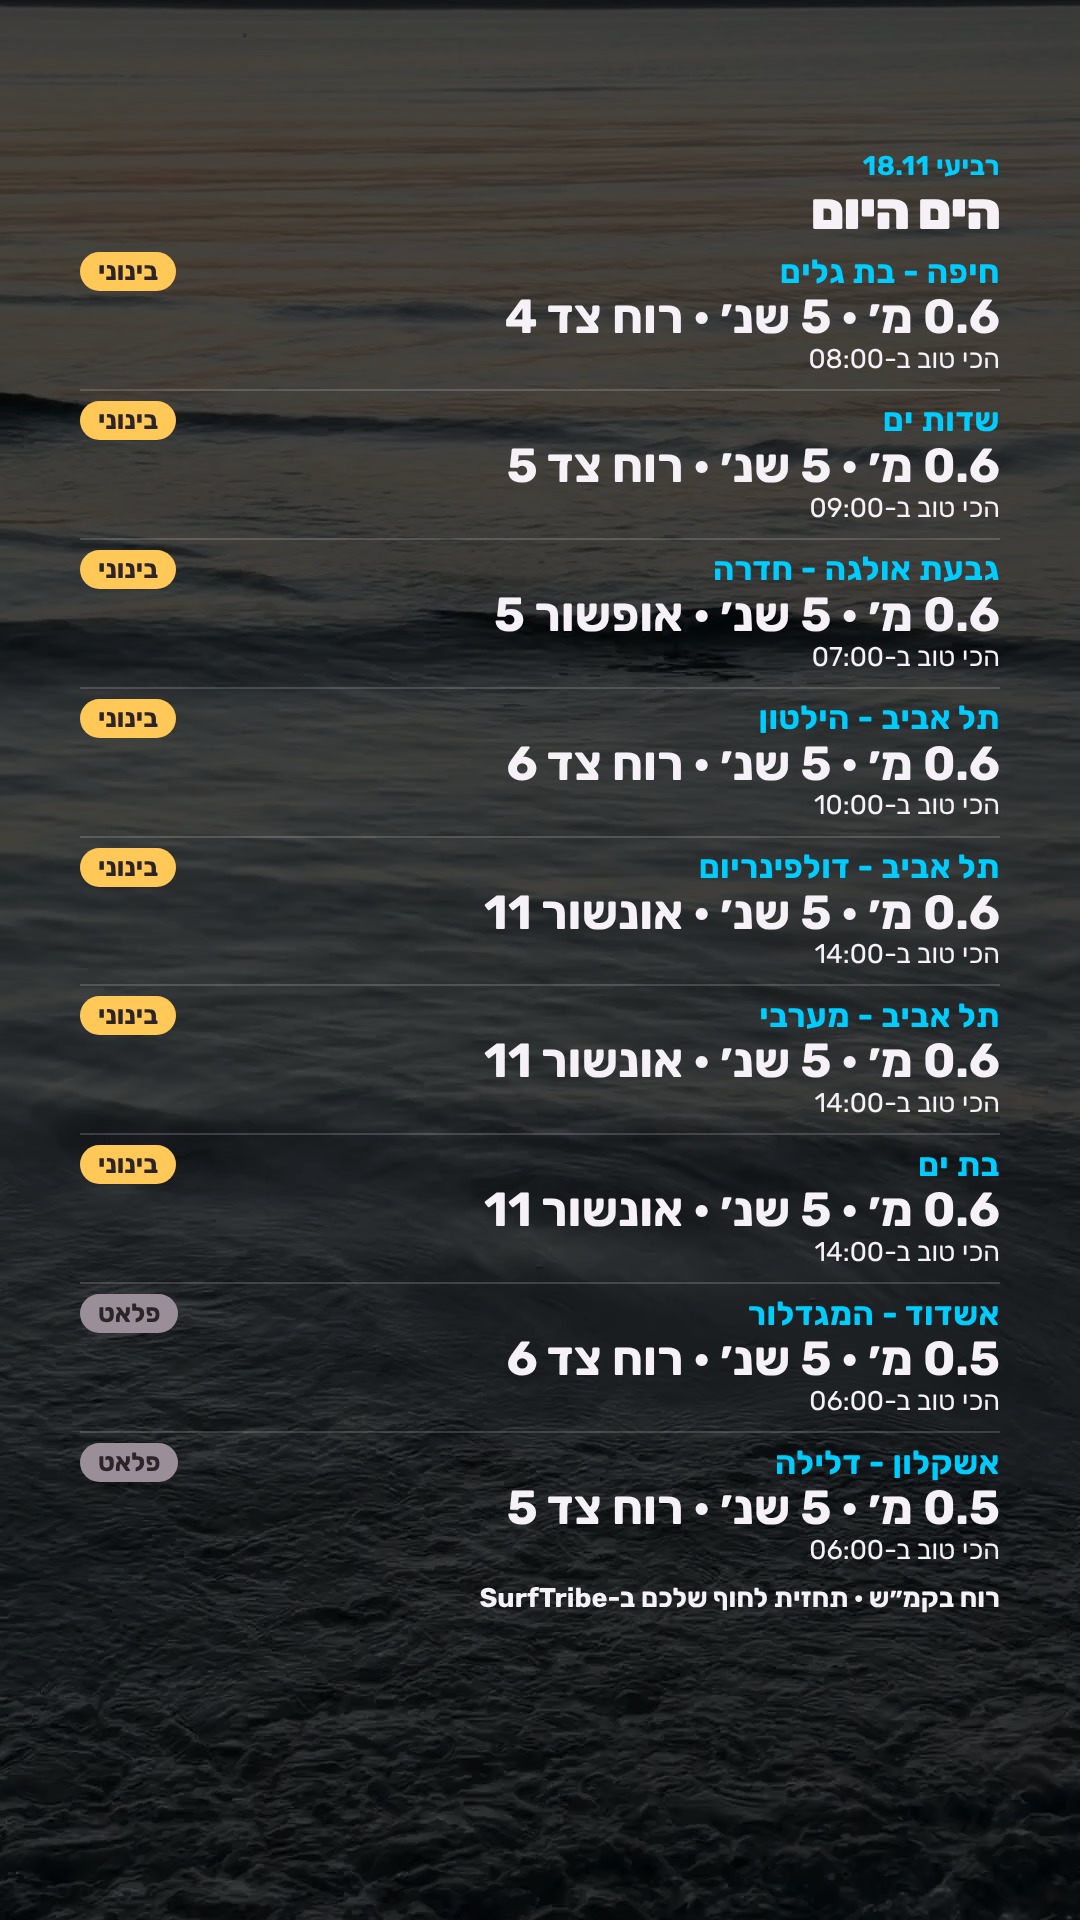 רביעי 18.11
הים היום
חיפה - בת גלים
בינוני
0.6 מ׳ • 5 שנ׳ • רוח צד 4
הכי טוב ב-08:00
שדות ים
בינוני
0.6 מ׳ • 5 שנ׳ • רוח צד 5
הכי טוב ב-09:00
גבעת אולגה - חדרה
בינוני
0.6 מ׳ • 5 שנ׳ • אופשור 5
הכי טוב ב-07:00
תל אביב - הילטון
בינוני
0.6 מ׳ • 5 שנ׳ • רוח צד 6
הכי טוב ב-10:00
תל אביב - דולפינריום
בינוני
0.6 מ׳ • 5 שנ׳ • אונשור 11
הכי טוב ב-14:00
תל אביב - מערבי
בינוני
0.6 מ׳ • 5 שנ׳ • אונשור 11
הכי טוב ב-14:00
בת ים
בינוני
0.6 מ׳ • 5 שנ׳ • אונשור 11
הכי טוב ב-14:00
אשדוד - המגדלור
פלאט
0.5 מ׳ • 5 שנ׳ • רוח צד 6
הכי טוב ב-06:00
אשקלון - דלילה
פלאט
0.5 מ׳ • 5 שנ׳ • רוח צד 5
הכי טוב ב-06:00
רוח בקמ״ש • תחזית לחוף שלכם ב-SurfTribe